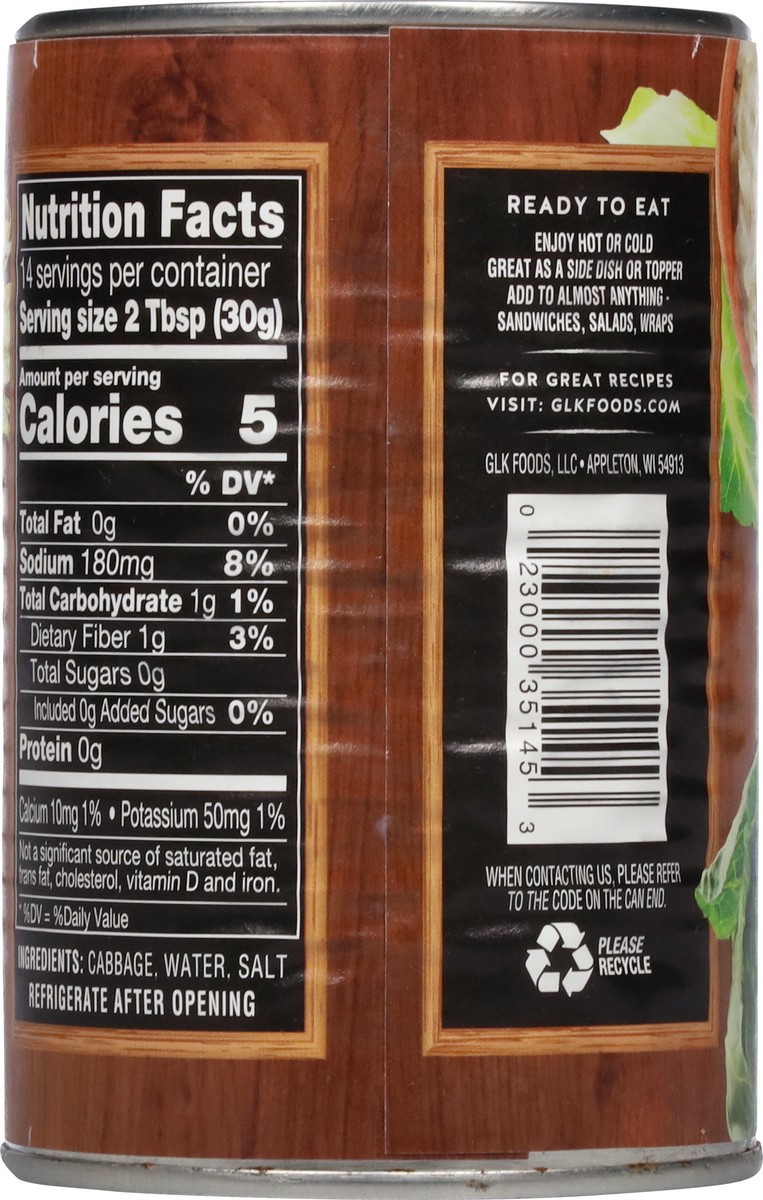 Nutrition Facts
14 servings per container
Serving size 2 Tbsp (30g)
Amount per serving
Calories 5
% DV*
Total Fat 0g 0%
Sodium 180mg 8%
Total Carbohydrate 1g 1%
Dietary Fiber 1g 3%
Total Sugars 0g
Included 0g Added Sugars 0%
Protein 0g
Calcium 10mg 1% • Potassium 50mg 1%
Not a significant source of saturated fat,
trans fat, cholesterol, vitamin D and iron.
* %DV = %Daily Value
INGREDIENTS: CABBAGE, WATER, SALT
REFRIGERATE AFTER OPENING
READY TO EAT
ENJOY HOT OR COLD
GREAT AS A SIDE DISH OR TOPPER
ADD TO ALMOST ANYTHING -
SANDWICHES, SALADS, WRAPS
FOR GREAT RECIPES
VISIT: GLKFOODS.COM
GLK FOODS, LLC • APPLETON, WI 54913
0 23000 35145 3
WHEN CONTACTING US, PLEASE REFER
TO THE CODE ON THE CAN END.
PLEASE
RECYCLE